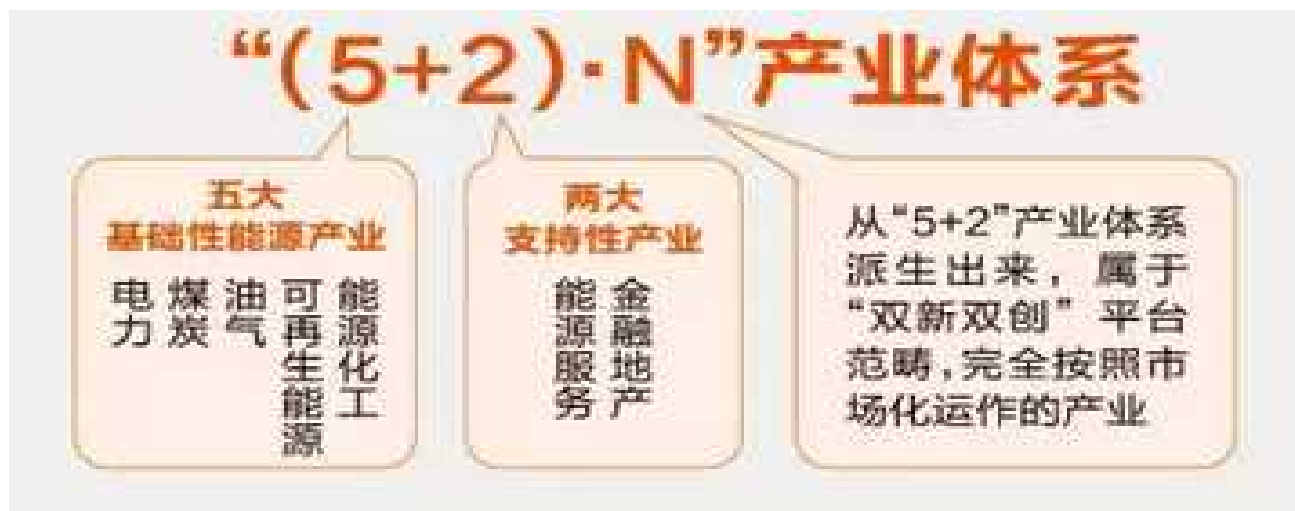 “(5+2)·N”产业体系
五大
基础性能源产业
电力
煤炭
油气
可再生能源
能源化工
两大
支持性产业
能源服务
金融地产
从“5+2”产业体系
派生出来，属于
“双新双创”平台
范畴,完全按照市
场化运作的产业